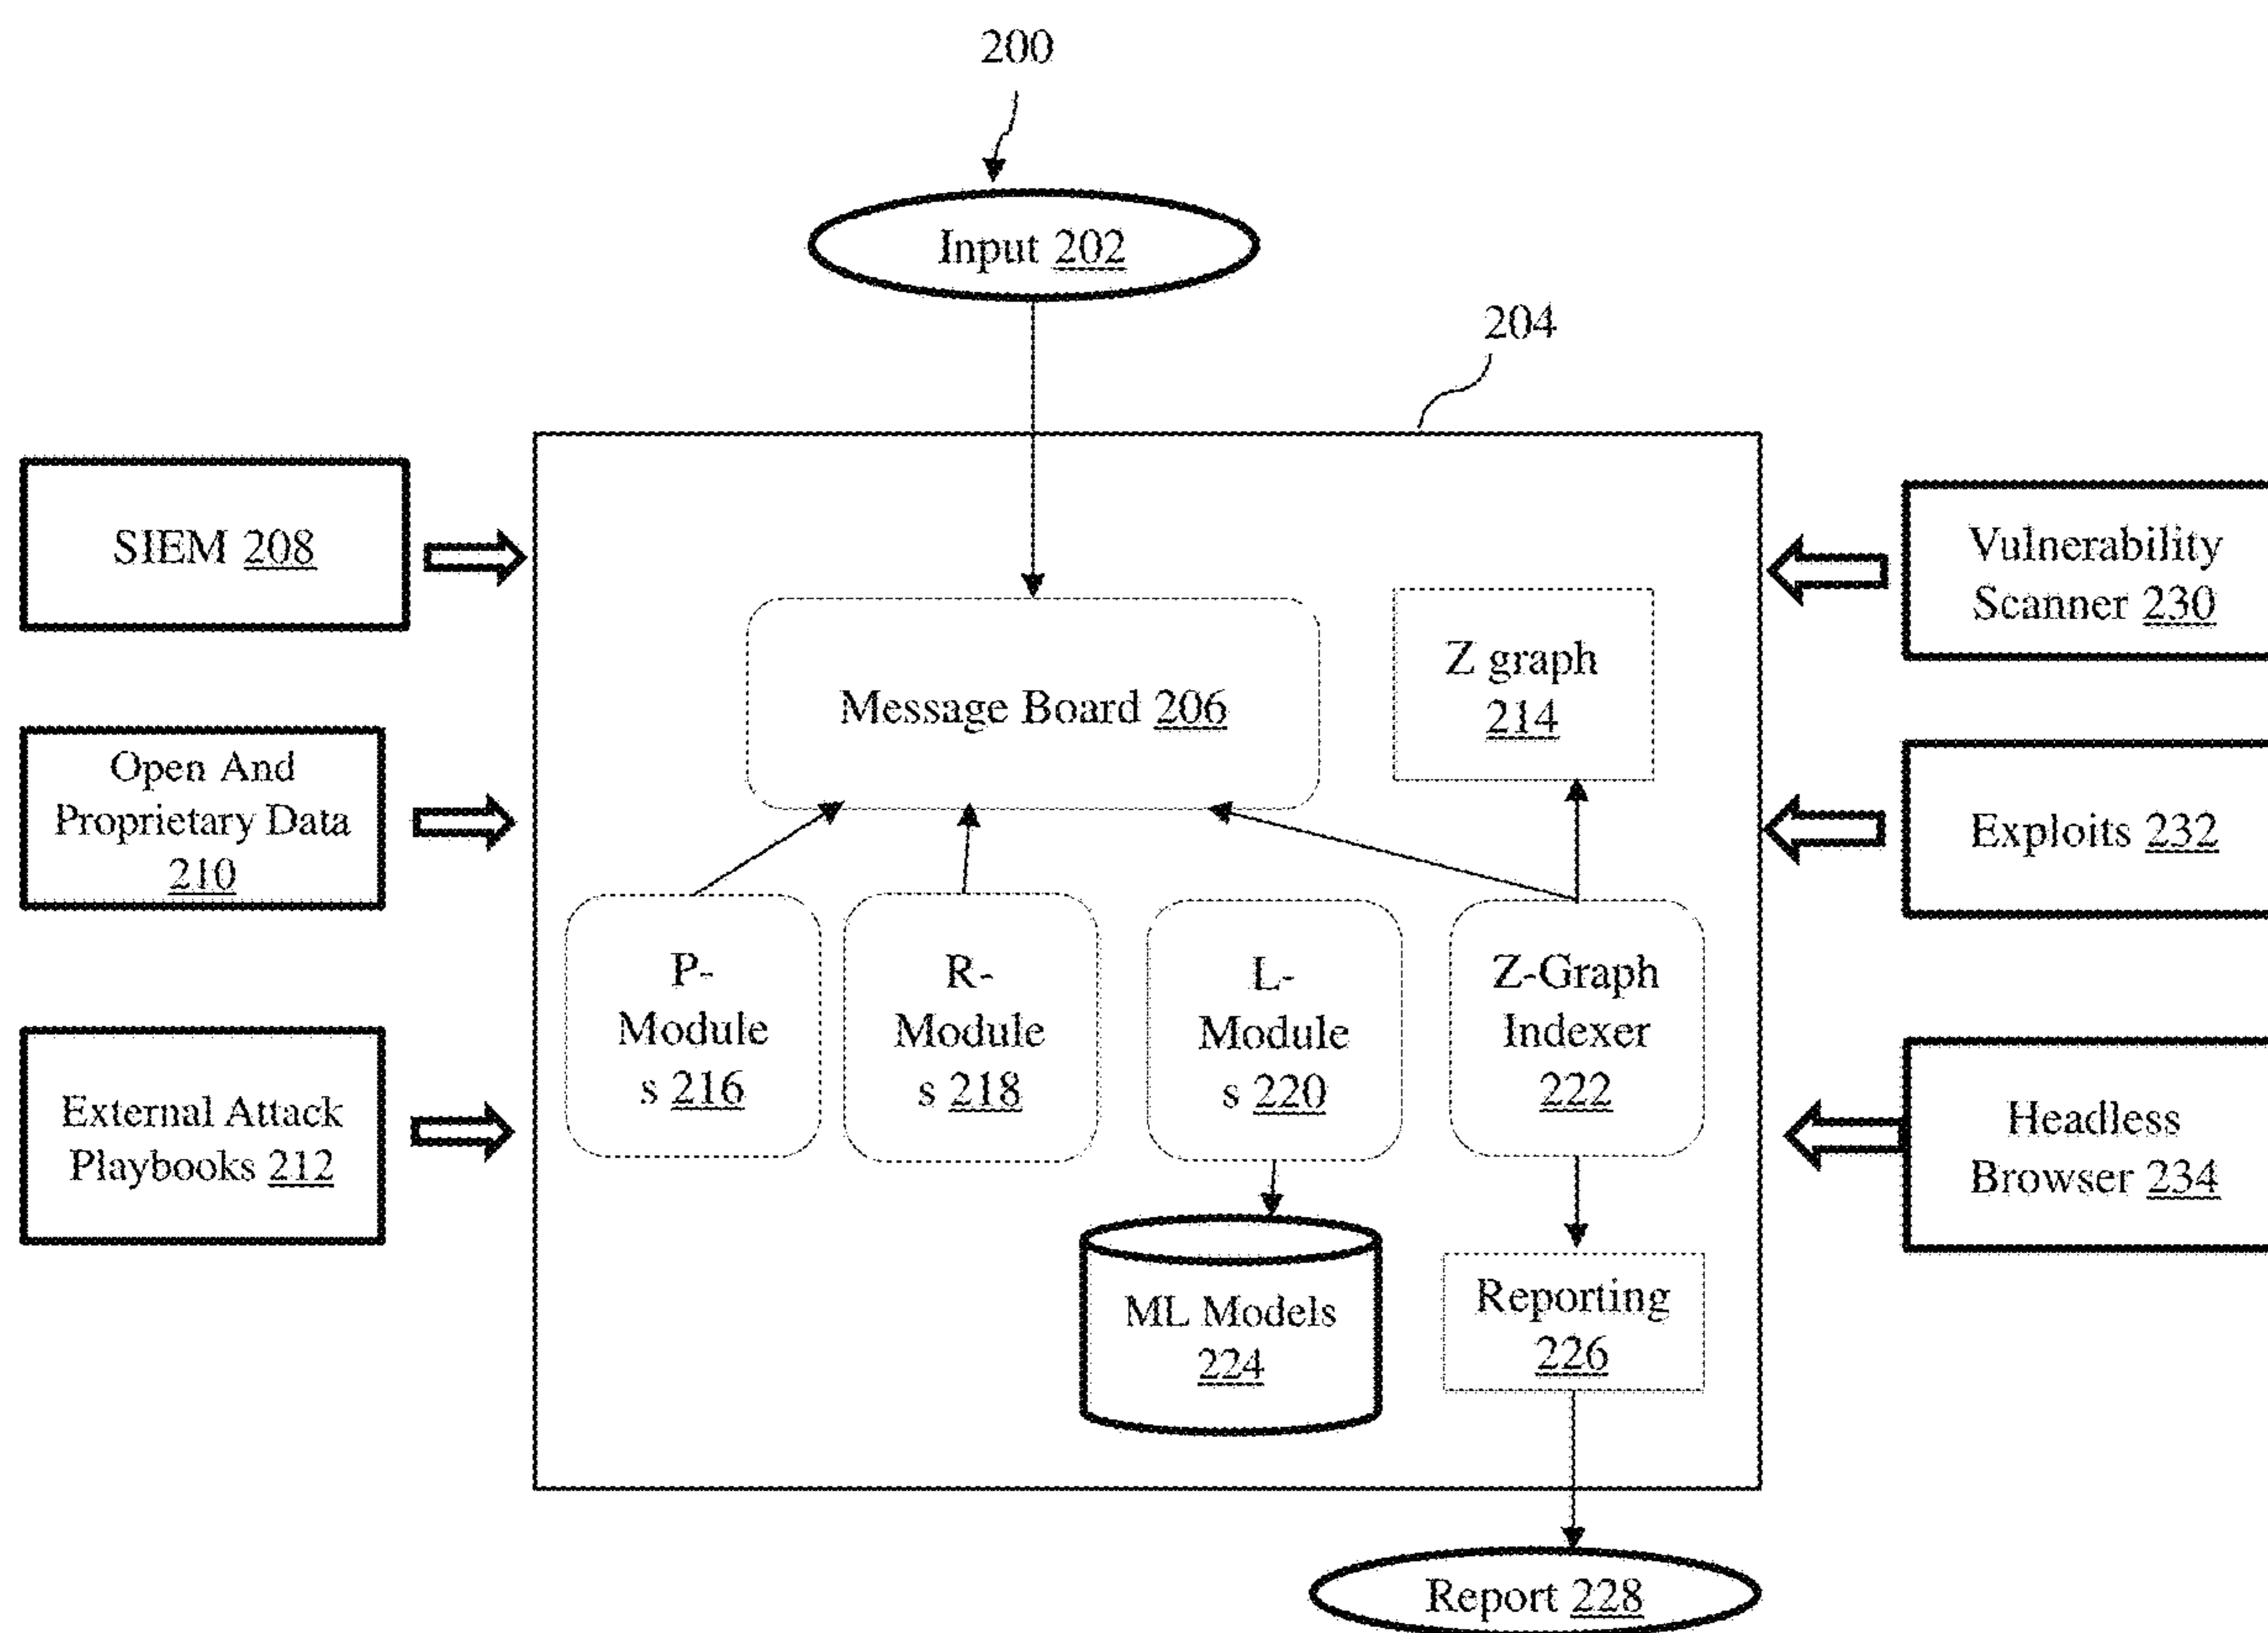 200
Input 202
204
SIEM 208
Open And
Proprietary Data
210
External Attack
Playbooks 212
Message Board 206
Z graph
214
P-
Module
s 216
R-
Module
s 218
L-
Module
s 220
Z-Graph
Indexer
222
ML Models
224
Reporting
226
Report 228
Vulnerability
Scanner 230
Exploits 232
Headless
Browser 234